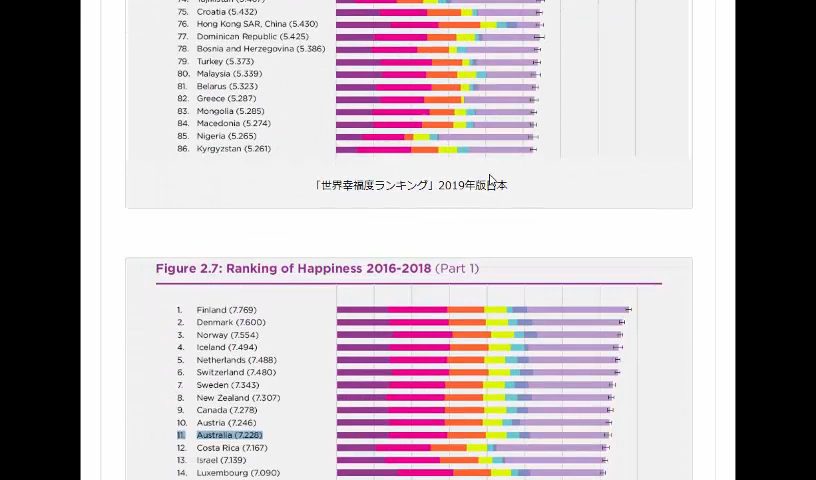 75. Croatia (5.432)
76. Hong Kong SAR, China (5.430)
77. Dominican Republic (5.425)
78. Bosnia and Herzegovina (5.386)
79. Turkey (5.373)
80. Malaysia (5.339)
81. Belarus (5.323)
82. Greece (5.287)
83. Mongolia (5.285)
84. Macedonia (5.274)
85. Nigeria (5.265)
86. Kyrgyzstan (5.261)
「世界幸福度ランキング」2019年版日本
Figure 2.7: Ranking of Happiness 2016-2018 (Part 1)
1. Finland (7.769)
2. Denmark (7.600)
3. Norway (7.554)
4. Iceland (7.494)
5. Netherlands (7.488)
6. Switzerland (7.480)
7. Sweden (7.343)
8. New Zealand (7.307)
9. Canada (7.278)
10. Austria (7.246)
11. Australia (7.228)
12. Costa Rica (7.167)
13. Israel (7.139)
14. Luxembourg (7.090)